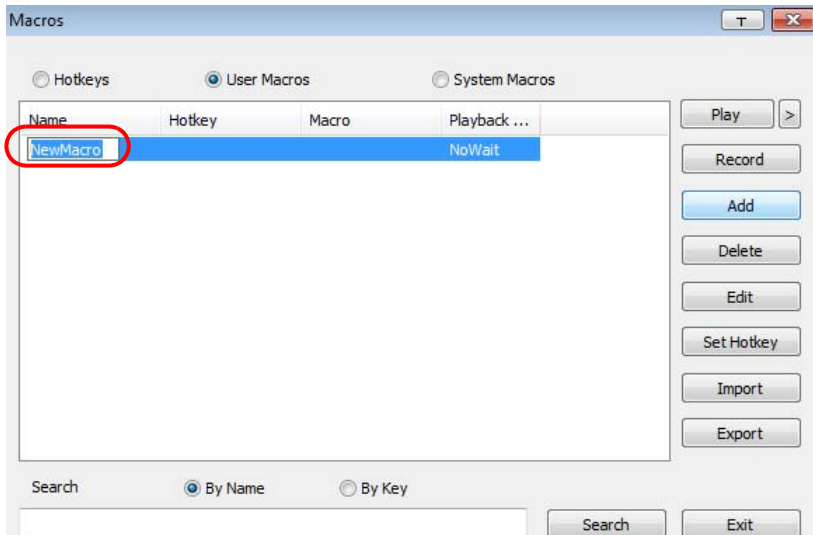 Macros T
Hotkeys User Macros System Macros
Name Hotkey Macro Playback ... Play >
NewMacro NoWait
Record
Add
Delete
Edit
Set Hotkey
Import
Export
Search By Name By Key
Search Exit